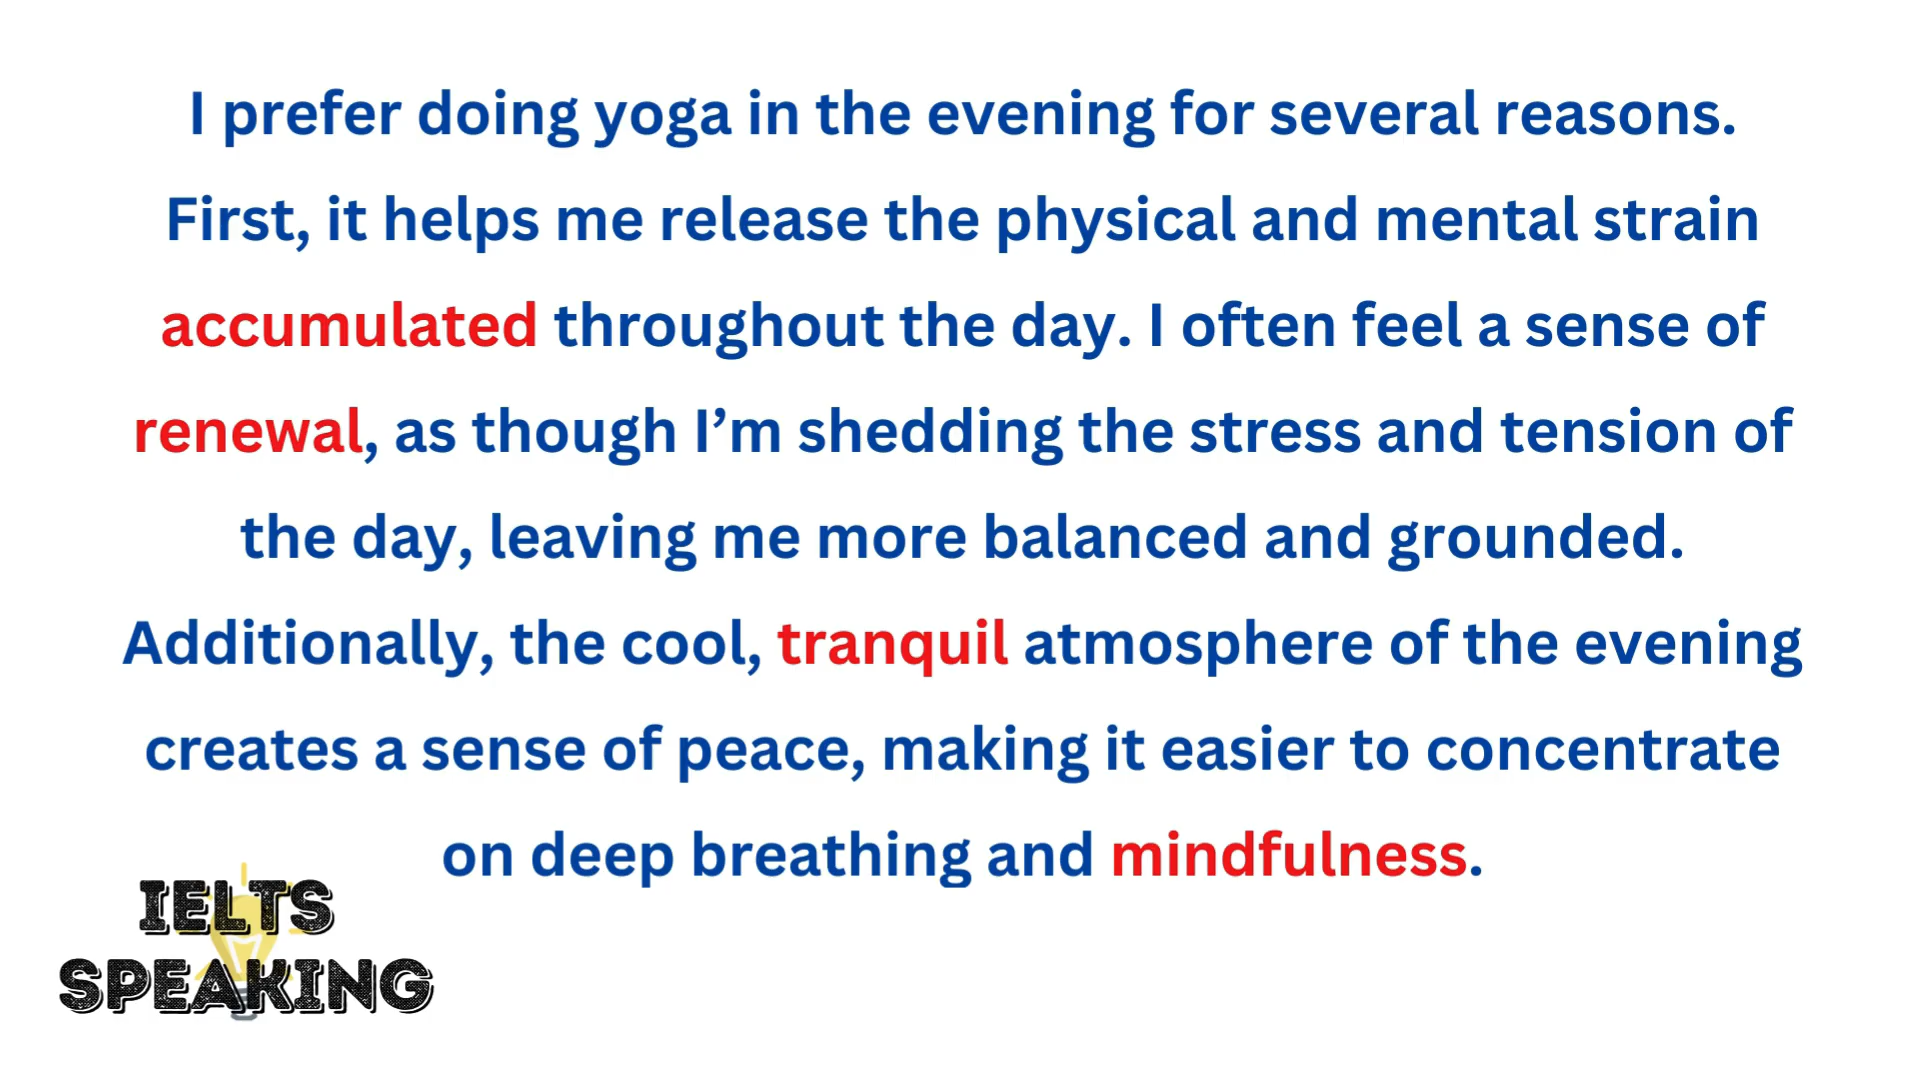 I prefer doing yoga in the evening for several reasons.
First, it helps me release the physical and mental strain
accumulated throughout the day. I often feel a sense of
renewal, as though I’m shedding the stress and tension of
the day, leaving me more balanced and grounded.
Additionally, the cool, tranquil atmosphere of the evening
creates a sense of peace, making it easier to concentrate
on deep breathing and mindfulness.
IELTS
SPEAKING